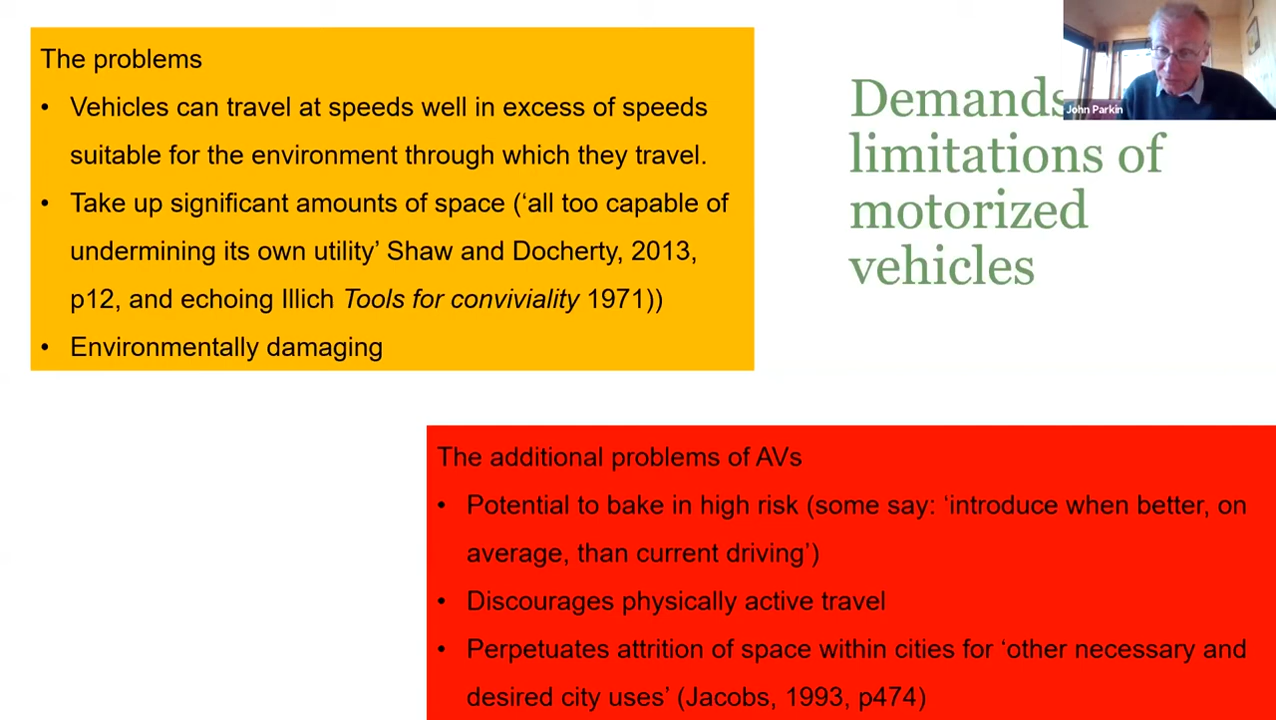 The problems
• Vehicles can travel at speeds well in excess of speeds
suitable for the environment through which they travel.
• Take up significant amounts of space (‘all too capable of
undermining its own utility’ Shaw and Docherty, 2013,
p12, and echoing Illich Tools for conviviality 1971))
• Environmentally damaging
Demands
limitations of
motorized
vehicles
John Parkin
The additional problems of AVs
• Potential to bake in high risk (some say: ‘introduce when better, on
average, than current driving’)
• Discourages physically active travel
• Perpetuates attrition of space within cities for ‘other necessary and
desired city uses’ (Jacobs, 1993, p474)